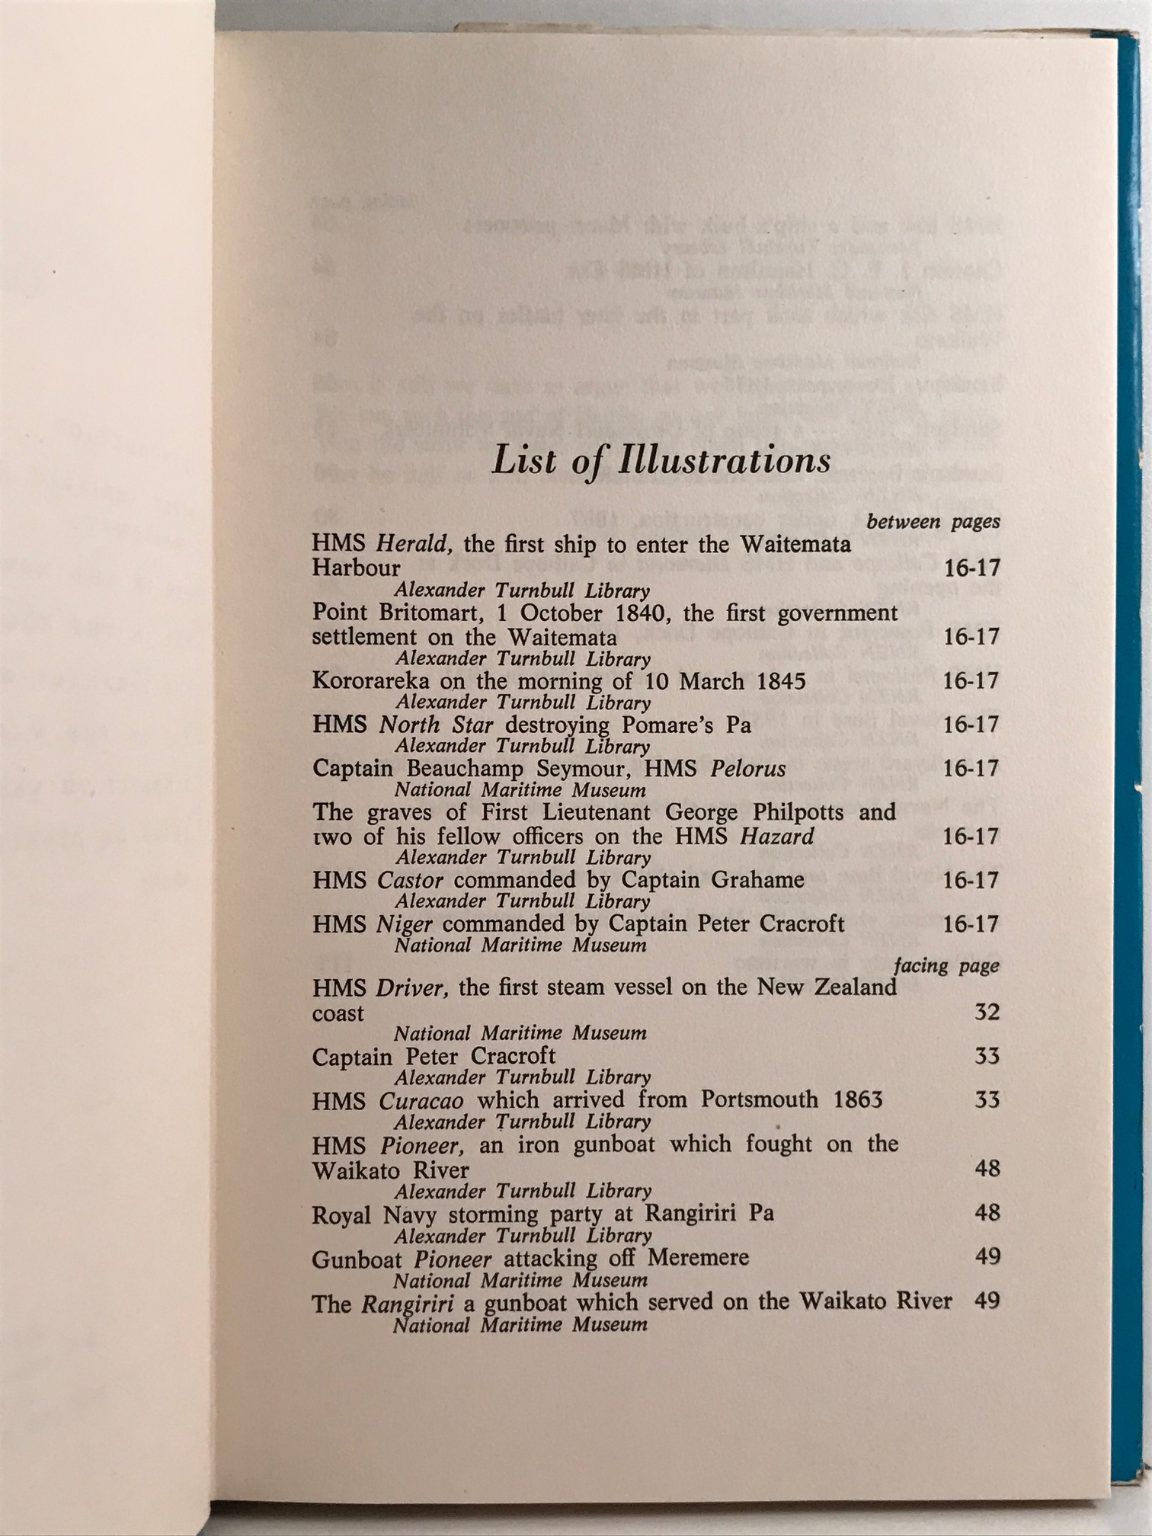 List of Illustrations
between pages
HMS Herald, the first ship to enter the Waitemata
Harbour 16-17
Alexander Turnbull Library
Point Britomart, 1 October 1840, the first government
settlement on the Waitemata 16-17
Alexander Turnbull Library
Kororareka on the morning of 10 March 1845 16-17
Alexander Turnbull Library
HMS North Star destroying Pomare's Pa 16-17
Alexander Turnbull Library
Captain Beauchamp Seymour, HMS Pelorus 16-17
National Maritime Museum
The graves of First Lieutenant George Philpotts and
two of his fellow officers on the HMS Hazard 16-17
Alexander Turnbull Library
HMS Castor commanded by Captain Grahame 16-17
Alexander Turnbull Library
HMS Niger commanded by Captain Peter Cracroft 16-17
National Maritime Museum
facing page
HMS Driver, the first steam vessel on the New Zealand
coast 32
National Maritime Museum
Captain Peter Cracroft 33
Alexander Turnbull Library
HMS Curacao which arrived from Portsmouth 1863 33
Alexander Turnbull Library
HMS Pioneer, an iron gunboat which fought on the
Waikato River 48
Alexander Turnbull Library
Royal Navy storming party at Rangiriri Pa 48
Alexander Turnbull Library
Gunboat Pioneer attacking off Meremere 49
National Maritime Museum
The Rangiriri a gunboat which served on the Waikato River 49
National Maritime Museum